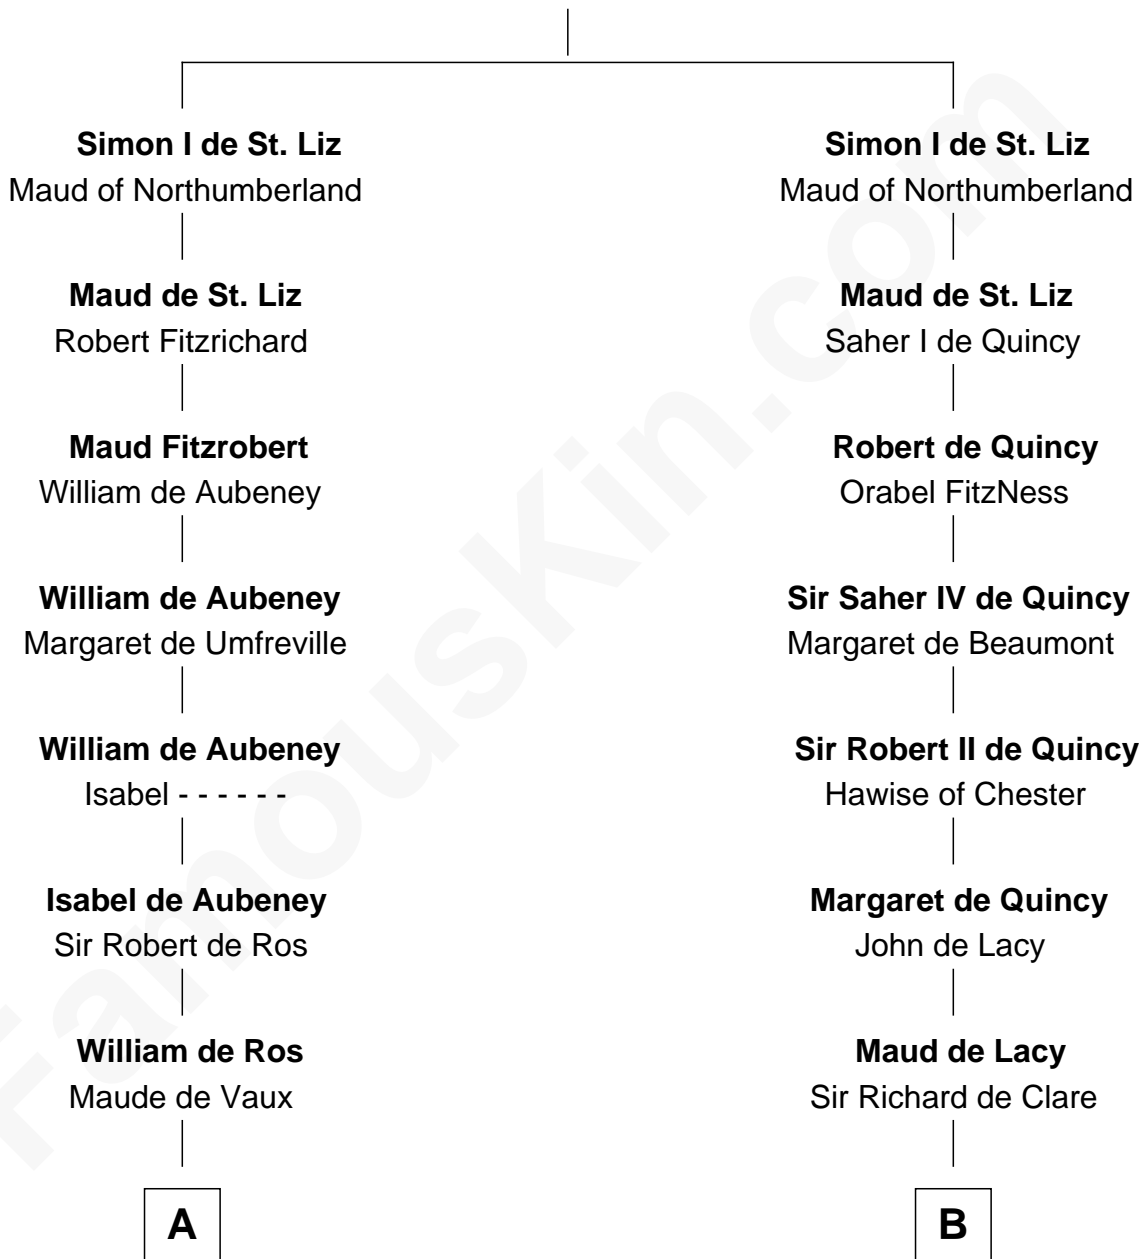 Simon I de St. Liz
Maud of Northumberland
Maud de St. Liz
Robert Fitzrichard
Maud Fitzrobert
William de Aubeney
William de Aubeney
Margaret de Umfreville
William de Aubeney
Isabel - - - - - -
Isabel de Aubeney
Sir Robert de Ros
William de Ros
Maude de Vaux
A
Simon I de St. Liz
Maud of Northumberland
Maud de St. Liz
Saher I de Quincy
Robert de Quincy
Orabel FitzNess
Sir Saher IV de Quincy
Margaret de Beaumont
Sir Robert II de Quincy
Hawise of Chester
Margaret de Quincy
John de Lacy
Maud de Lacy
Sir Richard de Clare
B
FamousKin.com